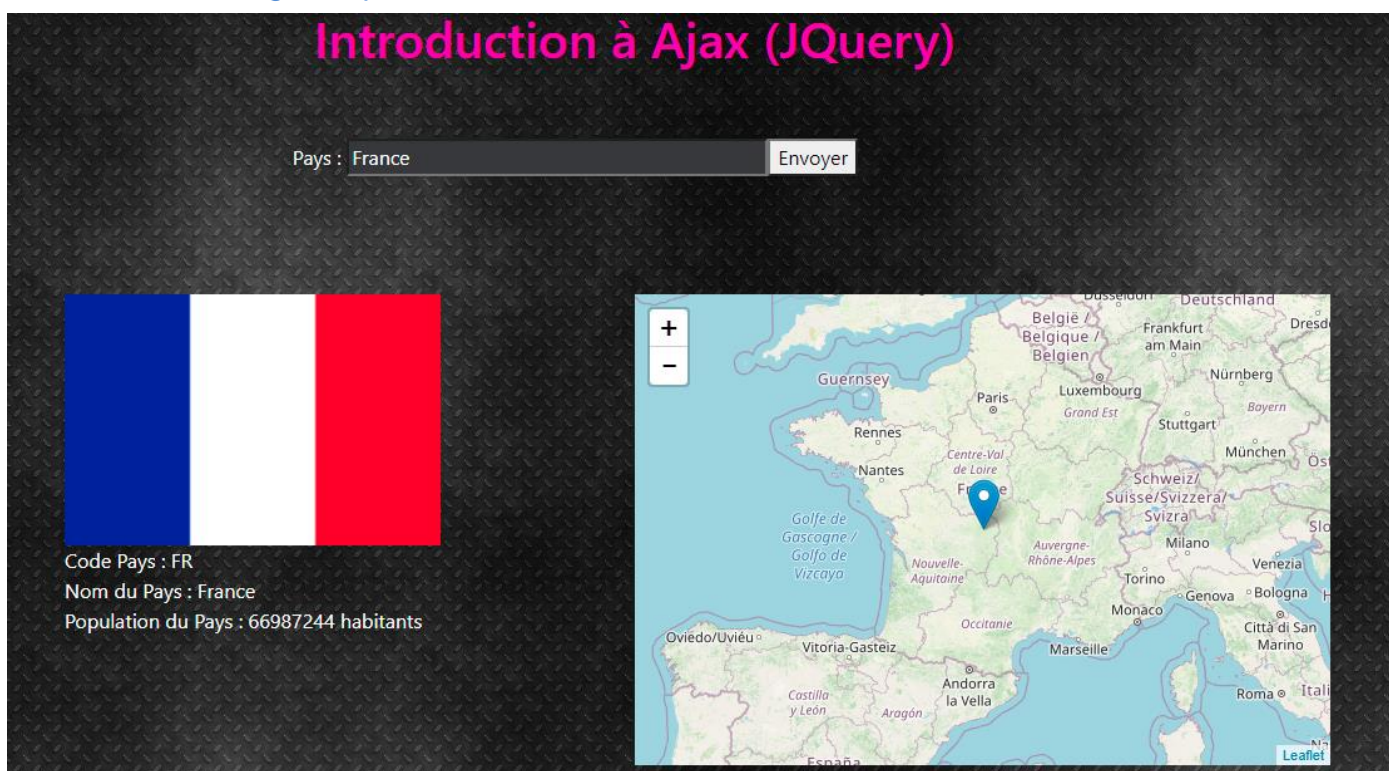 Introduction à Ajax (JQuery)
Pays : France
Envoyer
Code Pays : FR
Nom du Pays : France
Population du Pays : 66987244 habitants
+
−
Deutschland
België /
Belgique /
Belgien
Frankfurt
am Main
Guernsey
Luxembourg
Nürnberg
Paris
Grand Est
Bayern
Stuttgart
Rennes
München
Centre-Val
de Loire
Nantes
Schweiz/
Suisse/Svizzera/
Svizra
Golfe de
Gascogne /
Golfo de
Vizcaya
Auvergne-
Rhône-Alpes
Milano
Venezia
Nouvelle-
Aquitaine
Torino
Genova
Bologna
Monaco
Occitanie
Città di San
Marino
Oviedo/Uviéu
Vitoria-Gasteiz
Marseille
Andorra
la Vella
Castilla
y León
Aragón
Roma
España
Leaflet